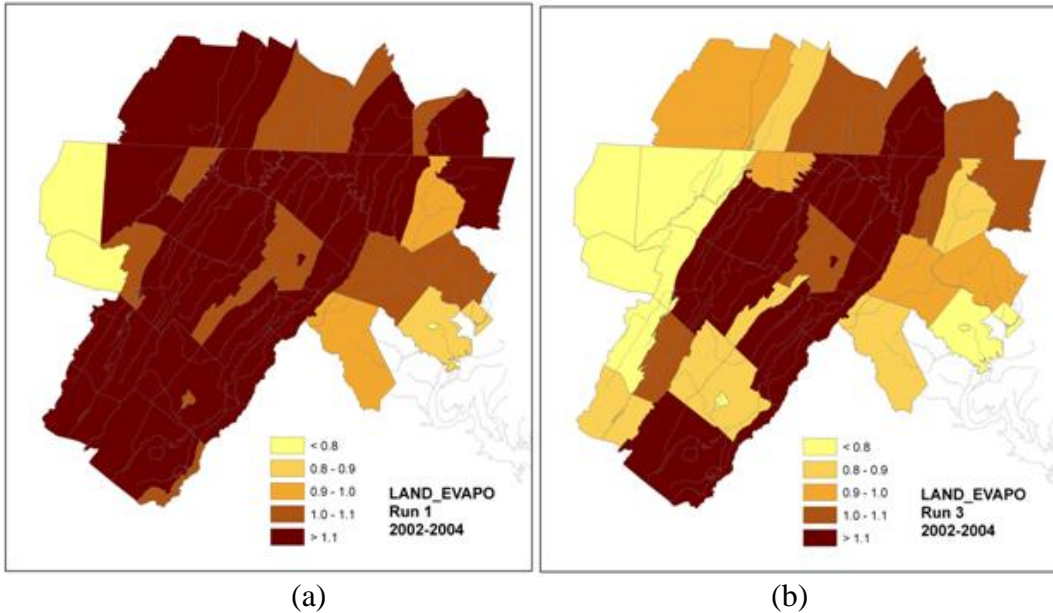 < 0.8
0.8 - 0.9
0.9 - 1.0
1.0 - 1.1
> 1.1
LAND_EVAPO
Run 1
2002-2004
(a)
< 0.8
0.8 - 0.9
0.9 - 1.0
1.0 - 1.1
> 1.1
LAND_EVAPO
Run 3
2002-2004
(b)